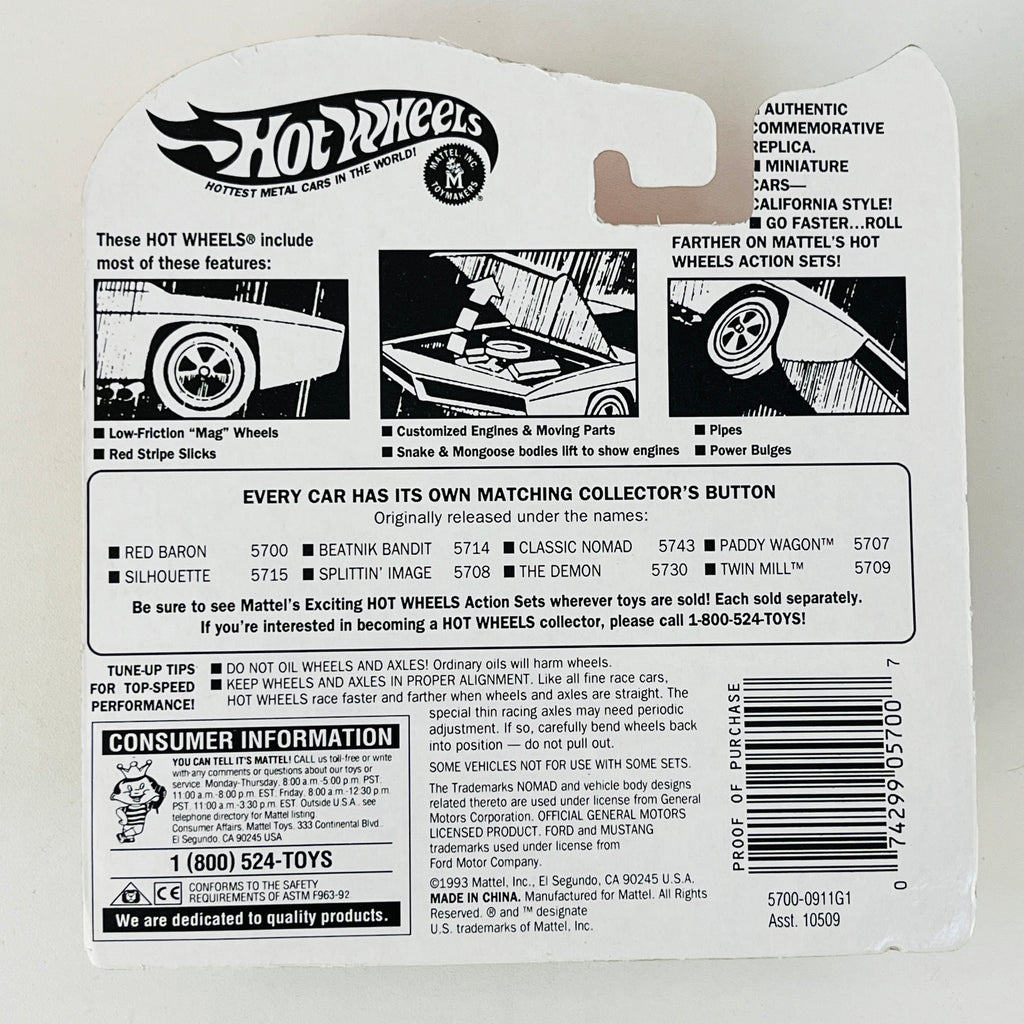 HOT WHEELS
HOTTEST METAL CARS IN THE WORLD!
MATTEL, INC.
M
TOYMAKERS
®
AUTHENTIC
COMMEMORATIVE
REPLICA.
■ MINIATURE
CARS—
CALIFORNIA STYLE!
■ GO FASTER...ROLL
FARTHER ON MATTEL'S HOT
WHEELS ACTION SETS!
These HOT WHEELS® include
most of these features:
■ Low-Friction “Mag” Wheels
■ Red Stripe Slicks
■ Customized Engines & Moving Parts
■ Snake & Mongoose bodies lift to show engines
■ Pipes
■ Power Bulges
EVERY CAR HAS ITS OWN MATCHING COLLECTOR'S BUTTON
Originally released under the names:
■ RED BARON 5700 ■ BEATNIK BANDIT 5714 ■ CLASSIC NOMAD 5743 ■ PADDY WAGON™ 5707
■ SILHOUETTE 5715 ■ SPLITTIN' IMAGE 5708 ■ THE DEMON 5730 ■ TWIN MILL™ 5709
Be sure to see Mattel's Exciting HOT WHEELS Action Sets wherever toys are sold! Each sold separately.
If you're interested in becoming a HOT WHEELS collector, please call 1-800-524-TOYS!
TUNE-UP TIPS
FOR TOP-SPEED
PERFORMANCE!
■ DO NOT OIL WHEELS AND AXLES! Ordinary oils will harm wheels.
■ KEEP WHEELS AND AXLES IN PROPER ALIGNMENT. Like all fine race cars,
HOT WHEELS race faster and farther when wheels and axles are straight. The
special thin racing axles may need periodic
adjustment. If so, carefully bend wheels back
into position — do not pull out.
SOME VEHICLES NOT FOR USE WITH SOME SETS.
The Trademarks NOMAD and vehicle body designs
related thereto are used under license from General
Motors Corporation. OFFICIAL GENERAL MOTORS
LICENSED PRODUCT. FORD and MUSTANG
trademarks used under license from
Ford Motor Company.
©1993 Mattel, Inc., El Segundo, CA 90245 U.S.A.
MADE IN CHINA. Manufactured for Mattel. All Rights
Reserved. ® and ™ designate
U.S. trademarks of Mattel, Inc.
CONSUMER INFORMATION
YOU CAN TELL IT'S MATTEL! CALL us toll-free or write
with any comments or questions about our toys or
service. Monday-Thursday, 8:00 a.m.-5:00 p.m. PST.
11:00 a.m.-8:00 p.m. EST. Friday, 8:00 a.m.-12:30 p.m.
PST, 11:00 a.m.-3:30 p.m. EST. Outside U.S.A., see
telephone directory for Mattel listing.
Consumer Affairs, Mattel Toys, 333 Continental Blvd.,
El Segundo, CA 90245 USA
1 (800) 524-TOYS
CE
CONFORMS TO THE SAFETY
REQUIREMENTS OF ASTM F963-92
We are dedicated to quality products.
PROOF OF PURCHASE
0 74299 05700 7
5700-0911G1
Asst. 10509